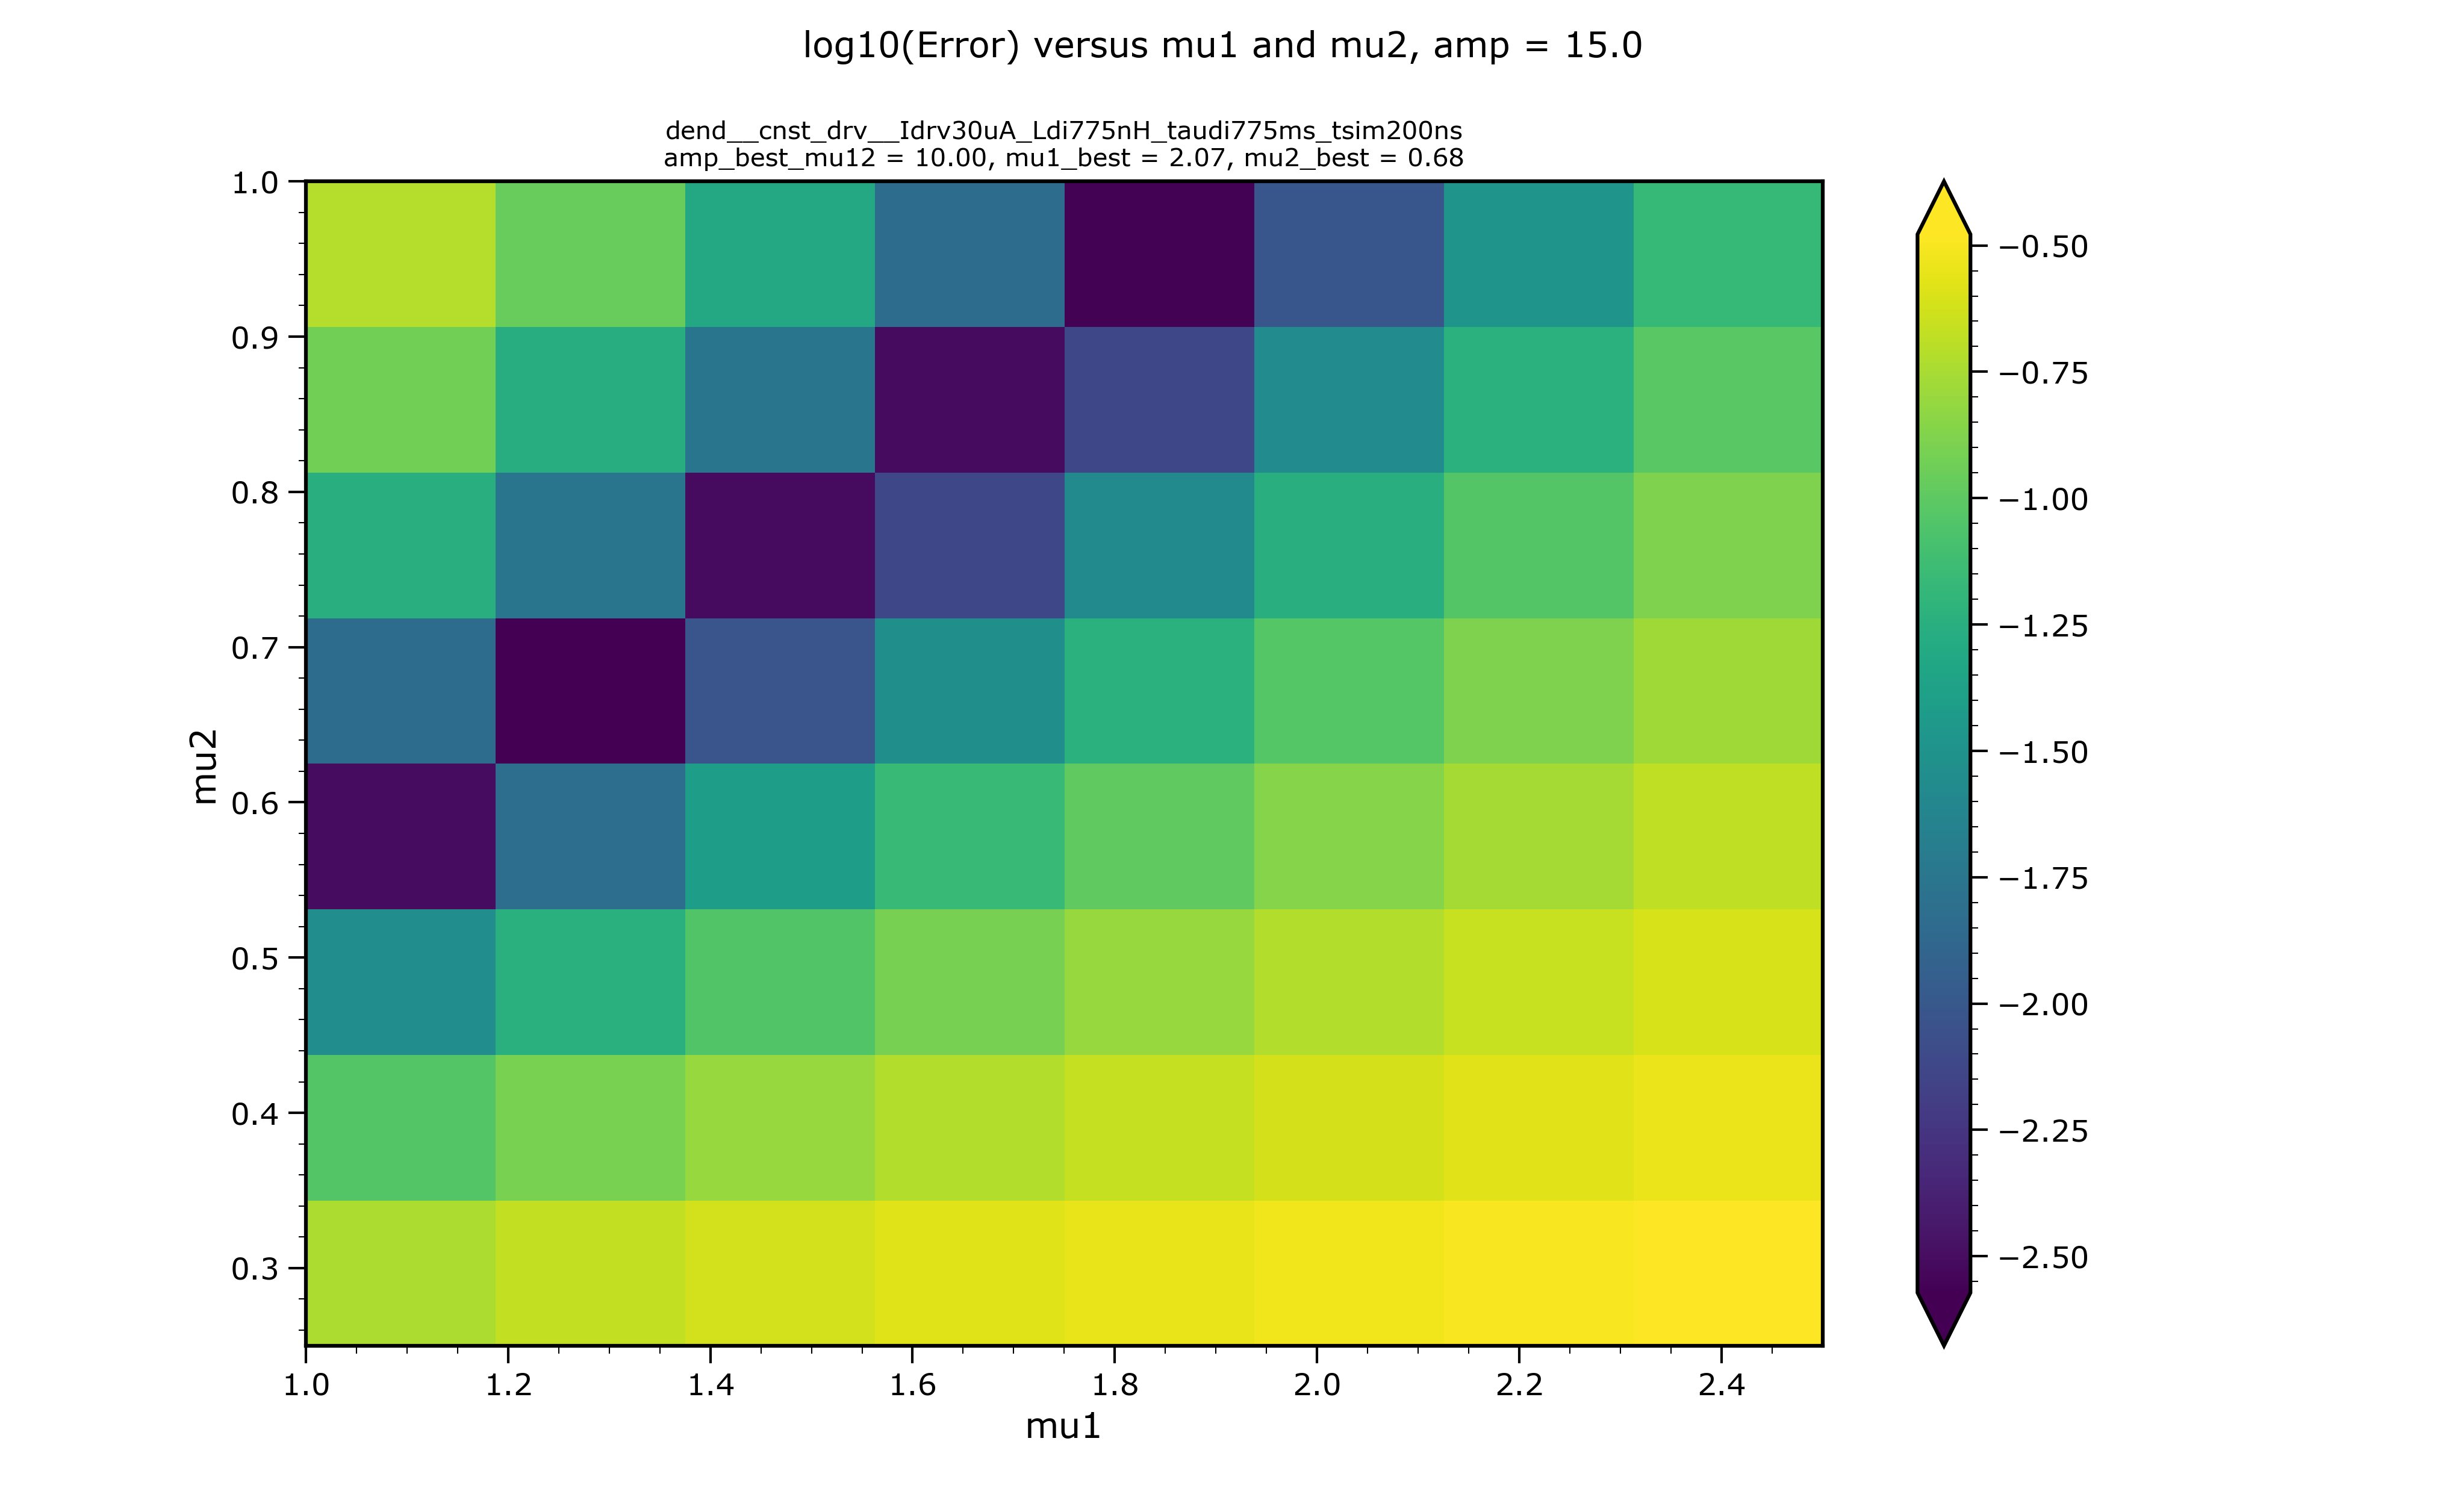 log10(Error) versus mu1 and mu2, amp = 15.0
dend__cnst_drv__Idrv30uA_Ldi775nH_taudi775ms_tsim200ns
amp_best_mu12 = 10.00, mu1_best = 2.07, mu2_best = 0.68
1.0
0.9
0.8
0.7
0.6
0.5
0.4
0.3
mu2
1.0 1.2 1.4 1.6 1.8 2.0 2.2 2.4
mu1
−0.50
−0.75
−1.00
−1.25
−1.50
−1.75
−2.00
−2.25
−2.50